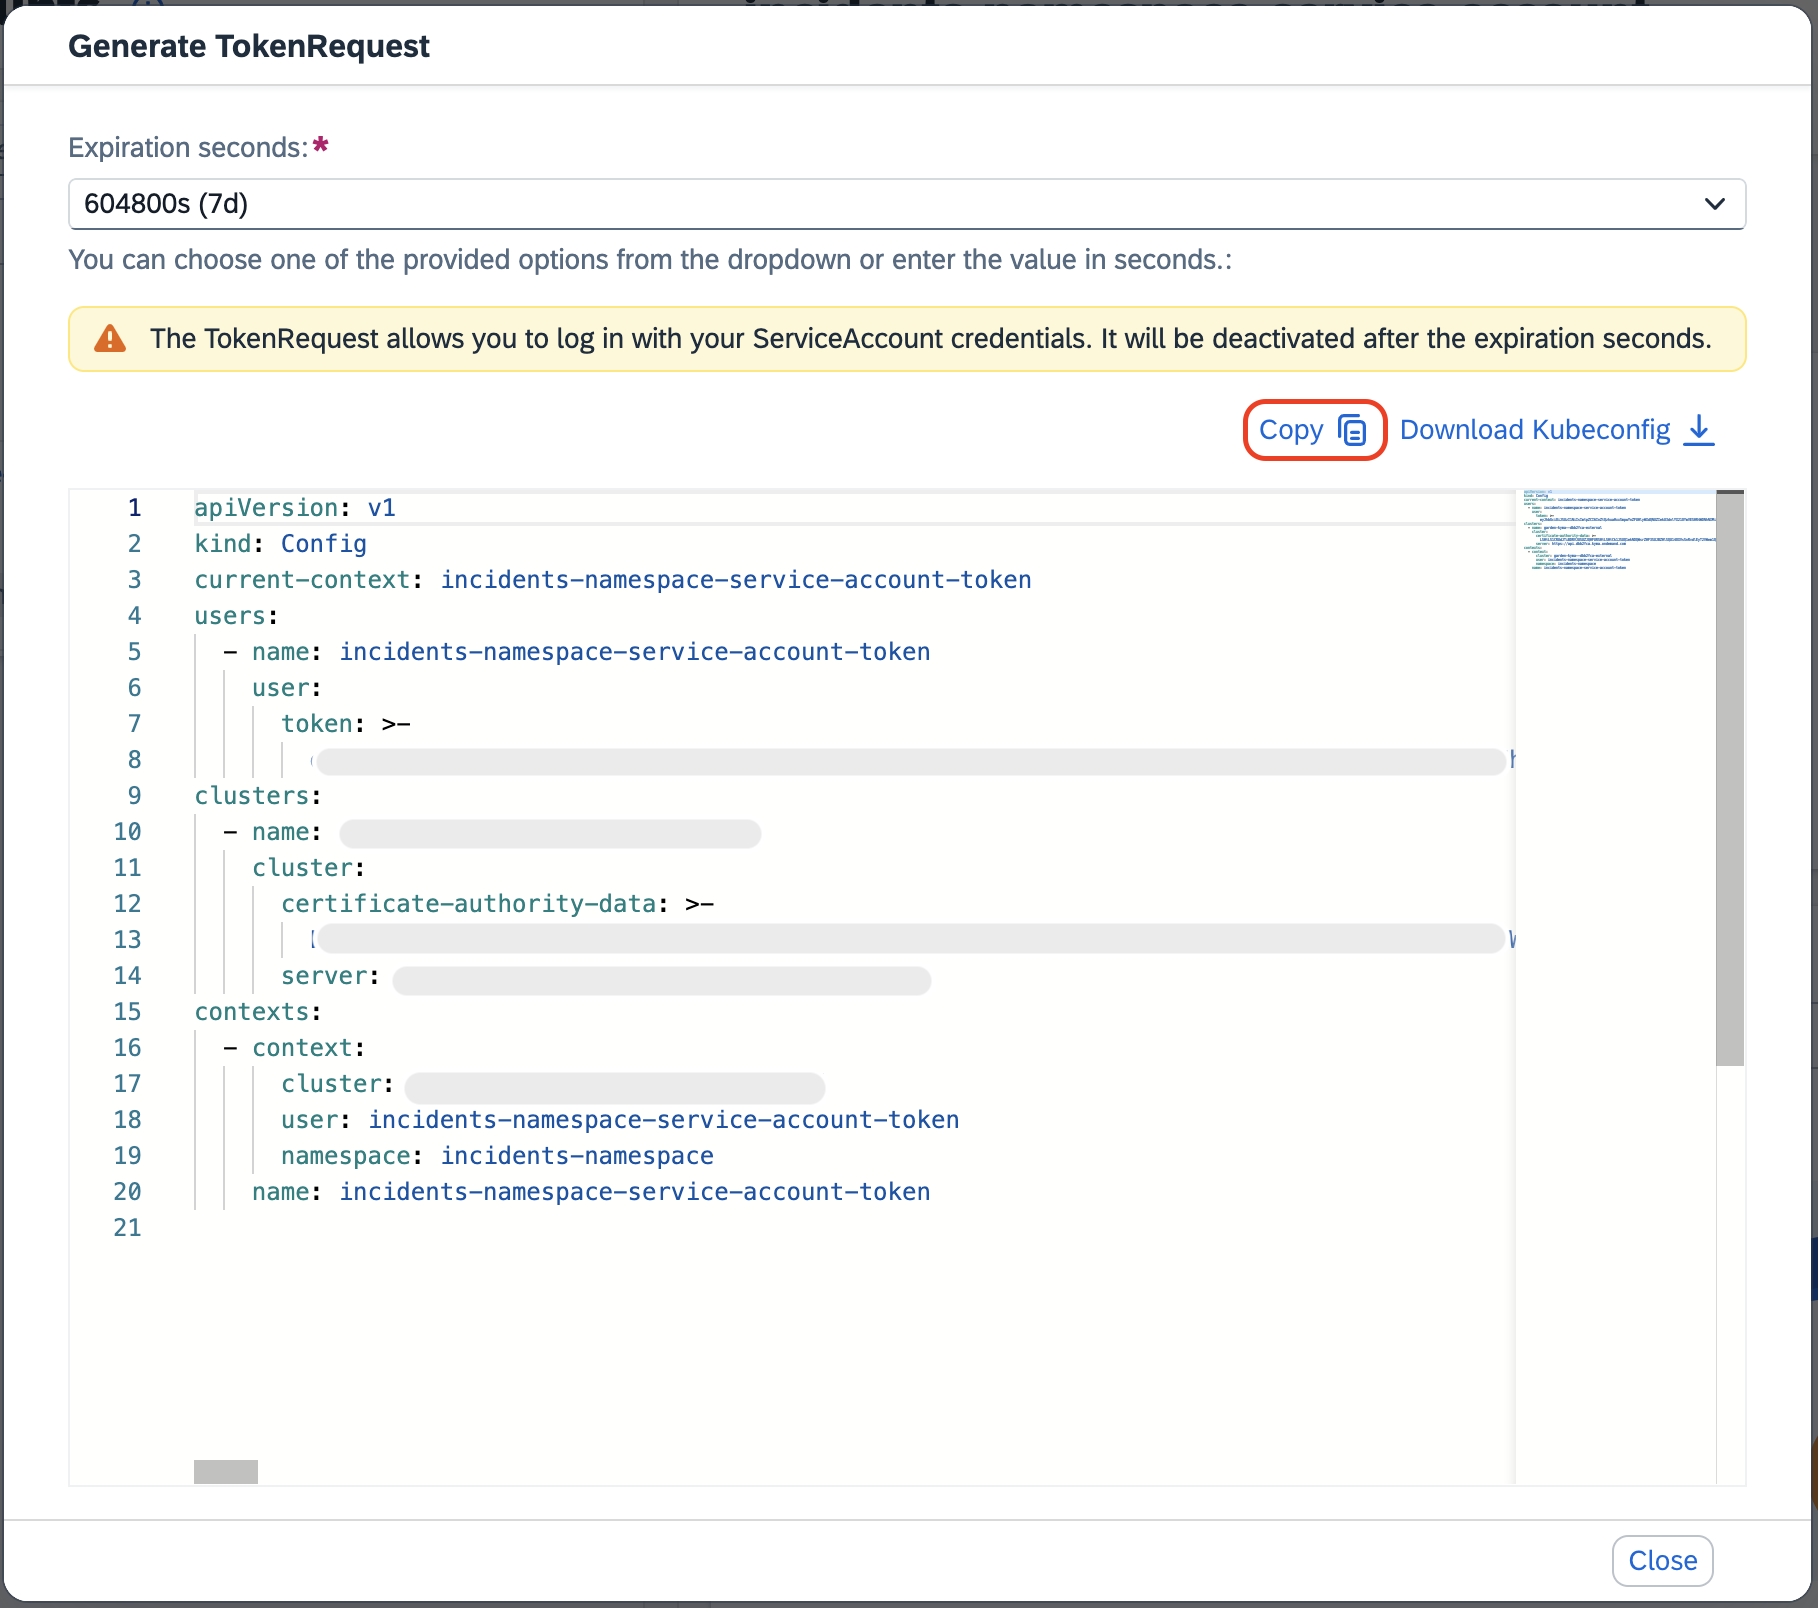 Generate TokenRequest
Expiration seconds:*
604800s (7d)
You can choose one of the provided options from the dropdown or enter the value in seconds.:
The TokenRequest allows you to log in with your ServiceAccount credentials. It will be deactivated after the expiration seconds.
Copy Download Kubeconfig
1 apiVersion: v1
2 kind: Config
3 current-context: incidents-namespace-service-account-token
4 users:
5 - name: incidents-namespace-service-account-token
6 user:
7 token: >-
8
9 clusters:
10 - name:
11 cluster:
12 certificate-authority-data: >-
13
14 server:
15 contexts:
16 - context:
17 cluster:
18 user: incidents-namespace-service-account-token
19 namespace: incidents-namespace
20 name: incidents-namespace-service-account-token
21
Close